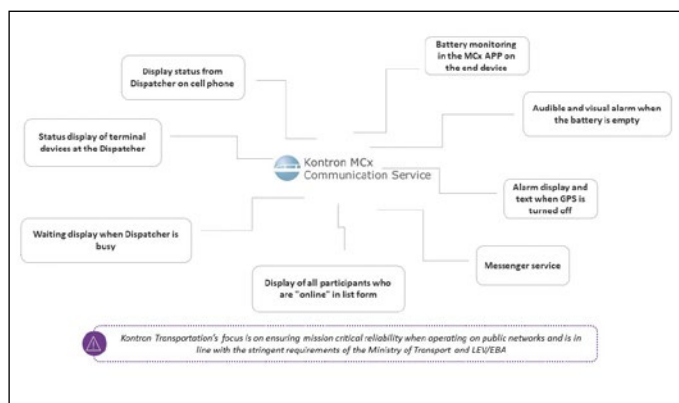 Battery monitoring
in the MCx APP on
the end device
Display status from
Dispatcher on cell phone
Audible and visual alarm when
the battery is empty
Status display of terminal
devices at the Dispatcher
Kontron MCx
Communication Service
Alarm display and
text when GPS is
turned off
Waiting display when Dispatcher is
busy
Messenger service
Display of all participants who
are "online" in list form
Kontron Transportation's focus is on ensuring mission critical reliability when operating on public networks and is in
line with the stringent requirements of the Ministry of Transport and LEV/EBA